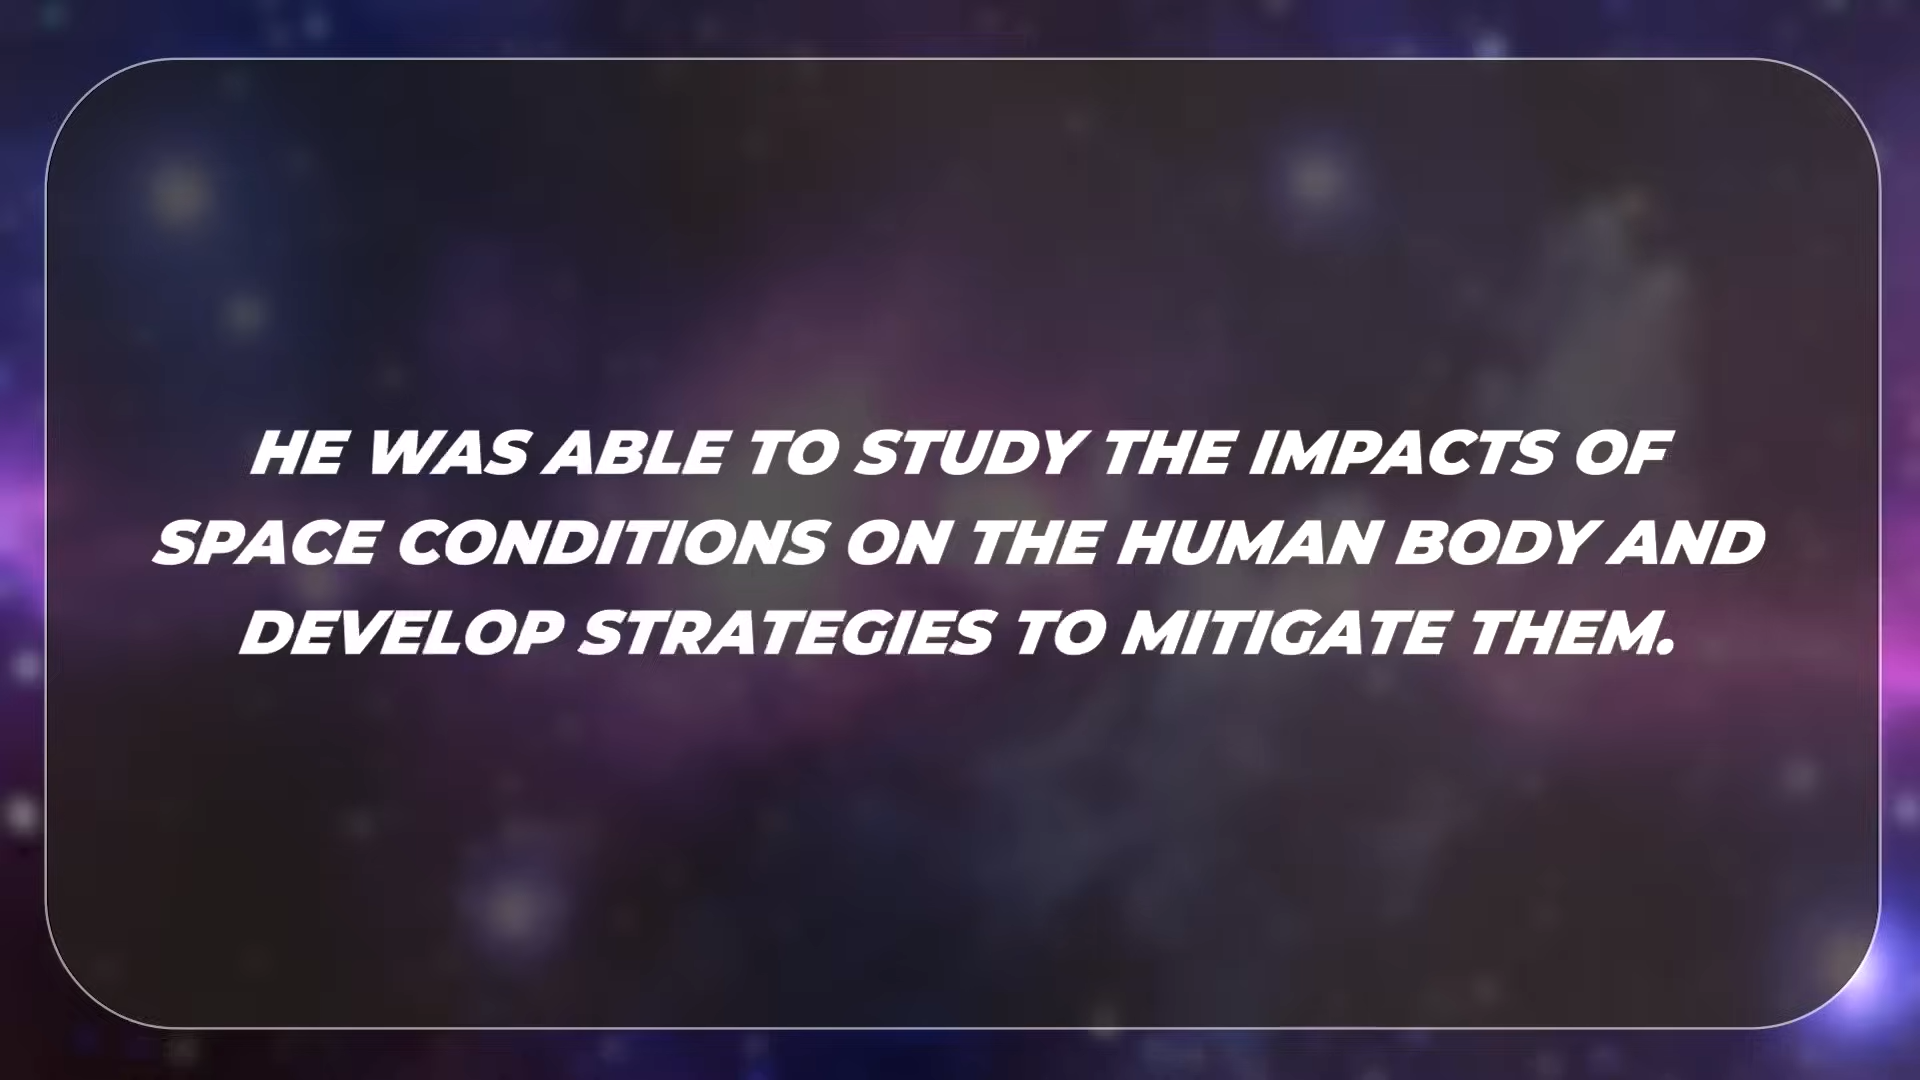 HE WAS ABLE TO STUDY THE IMPACTS OF
SPACE CONDITIONS ON THE HUMAN BODY AND
DEVELOP STRATEGIES TO MITIGATE THEM.